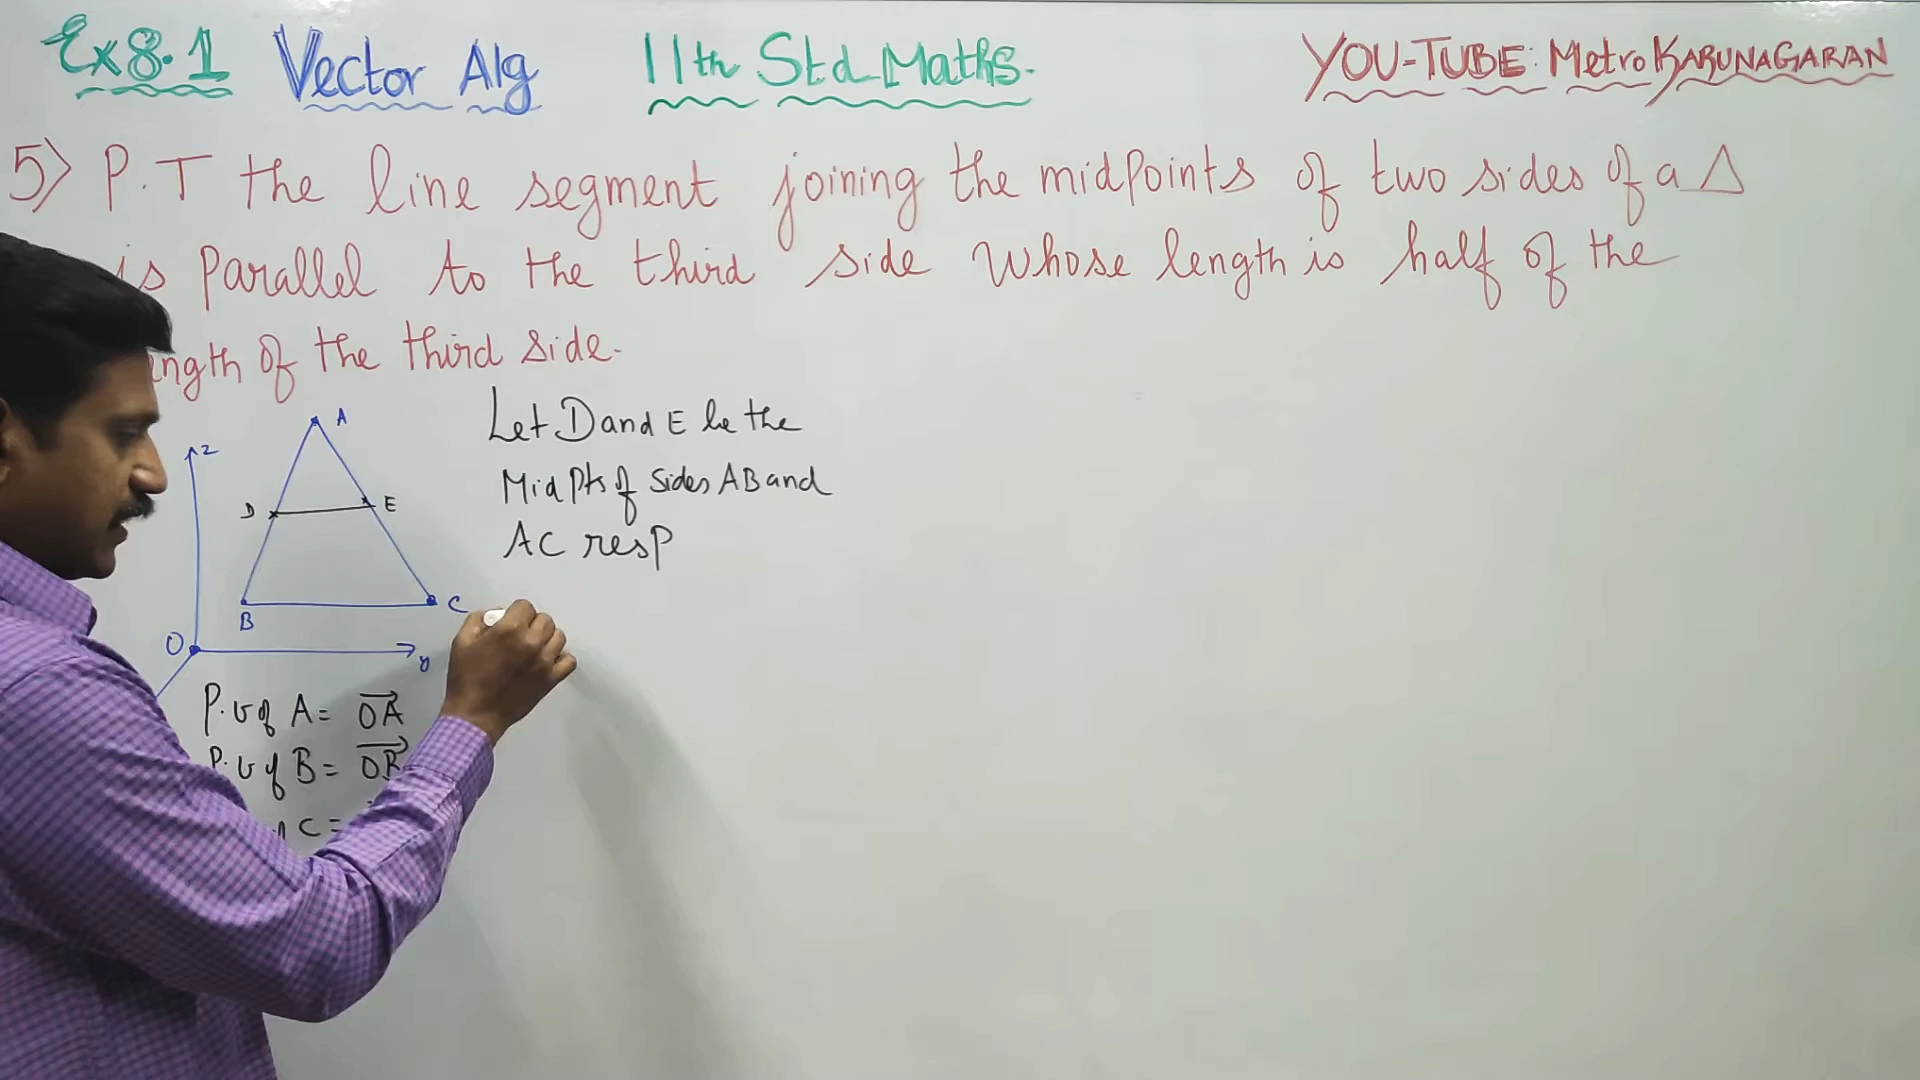 Ex 8.1 Vector Alg 11th Std Maths. YOU-TUBE: Metro KARUNAGARAN
5) P.T the line segment joining the midpoints of two sides of a △
is parallel to the third side whose length is half of the
of the third side.
Let D and E be the
Mid Pts of sides AB and
AC resp
A
Z
D
E
B
C
O
y
P.v of A = OA
P.v of B = OB
C =